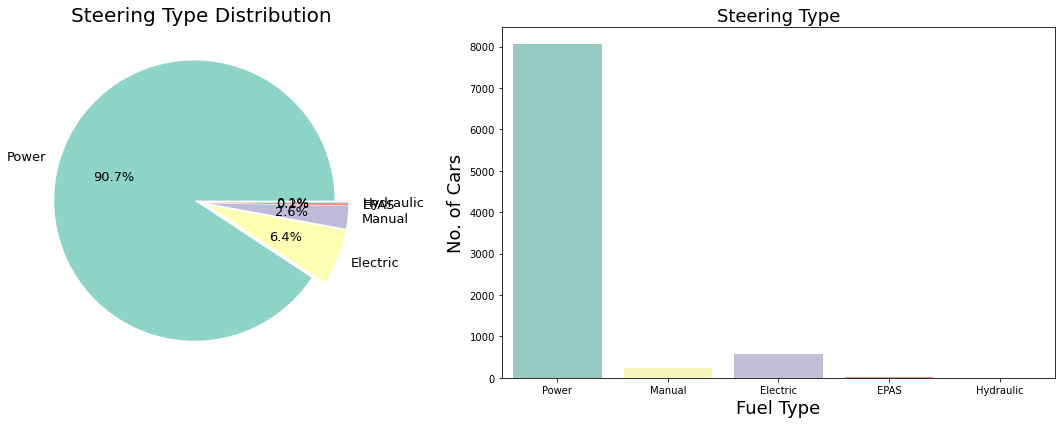 Steering Type Distribution
Power
90.7%
0.1%
Hydraulic
EPAS
2.6%
Manual
6.4%
Electric
Steering Type
No. of Cars
8000
7000
6000
5000
4000
3000
2000
1000
0
Power
Manual
Electric
EPAS
Hydraulic
Fuel Type